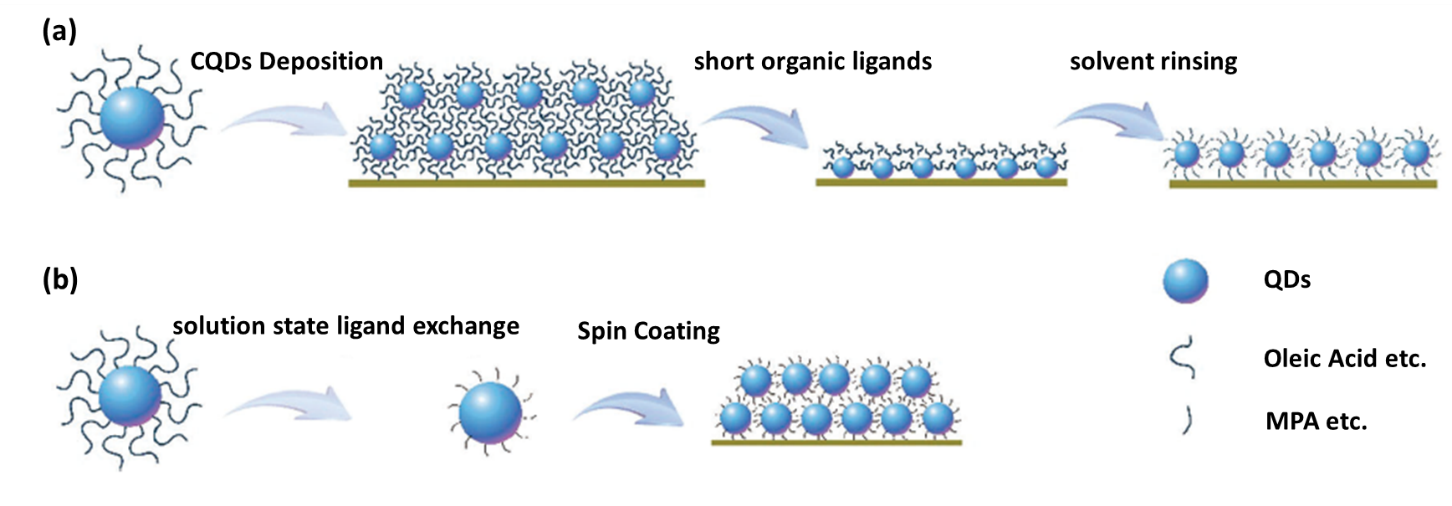 (a)
CQDs Deposition
short organic ligands
solvent rinsing
(b)
solution state ligand exchange
Spin Coating
QDs
Oleic Acid etc.
MPA etc.